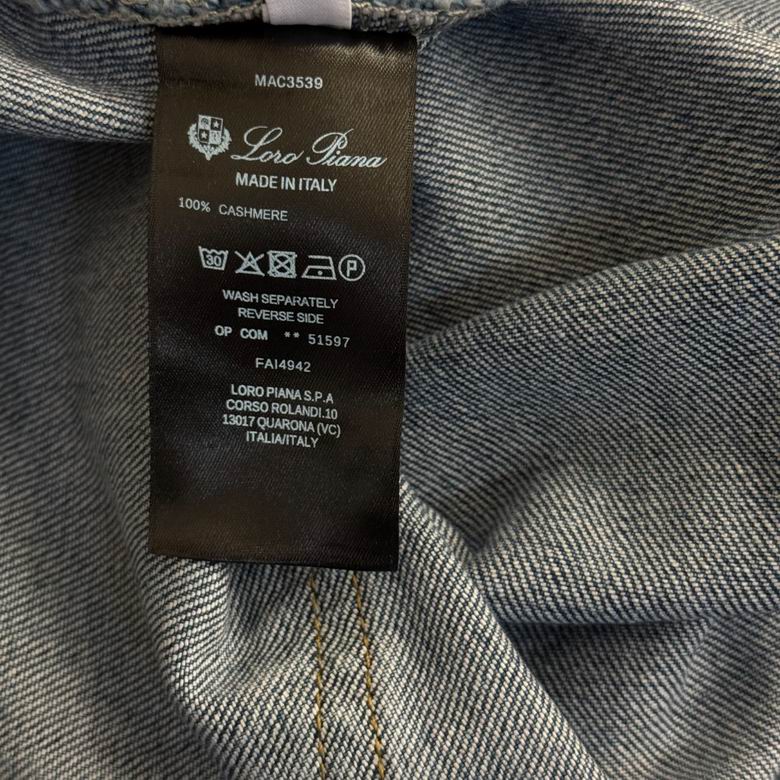 MAC3539
Loro Piana
MADE IN ITALY
100% CASHMERE
30 P
WASH SEPARATELY
REVERSE SIDE
OP COM ** 51597
FAI4942
LORO PIANA S.P.A
CORSO ROLANDI.10
13017 QUARONA (VC)
ITALIA/ITALY